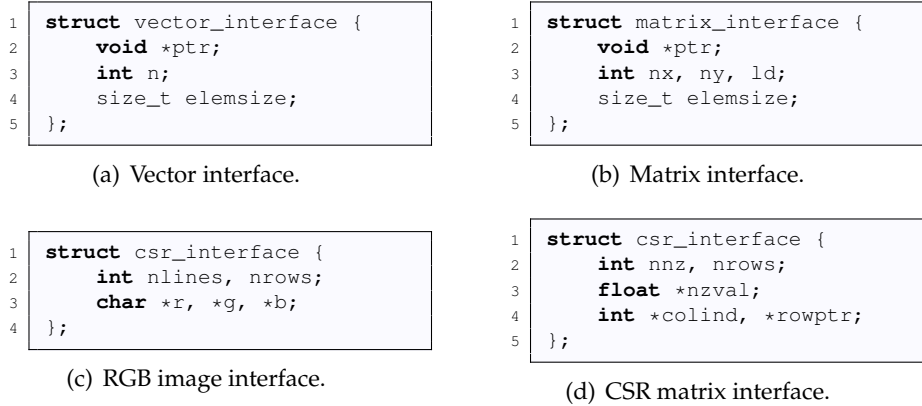 1 struct vector_interface {
2 void *ptr;
3 int n;
4 size_t elemsize;
5 };
(a) Vector interface.
1 struct matrix_interface {
2 void *ptr;
3 int nx, ny, ld;
4 size_t elemsize;
5 };
(b) Matrix interface.
1 struct csr_interface {
2 int nlines, nrows;
3 char *r, *g, *b;
4 };
(c) RGB image interface.
1 struct csr_interface {
2 int nnz, nrows;
3 float *nzval;
4 int *colind, *rowptr;
5 };
(d) CSR matrix interface.